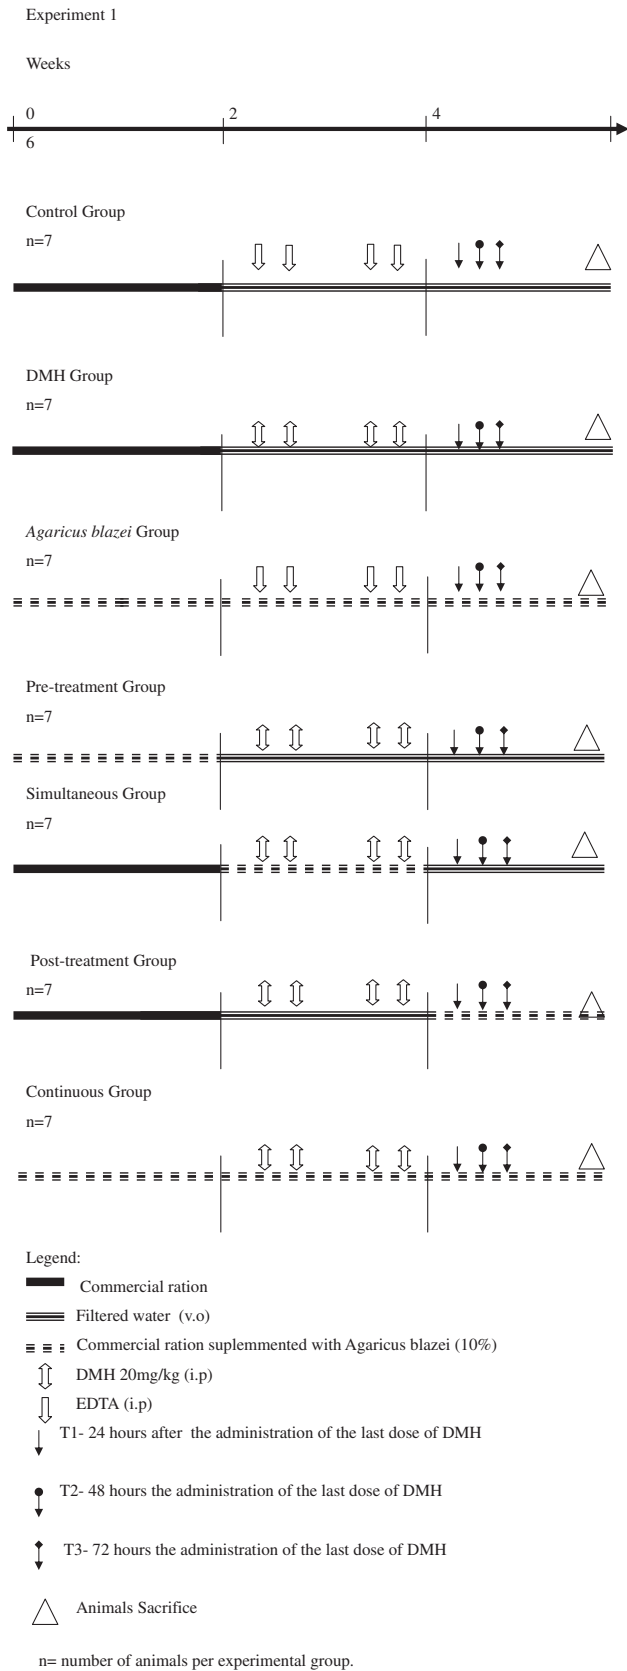 Experiment 1
Weeks
0 2 4
6
Control Group
n=7
DMH Group
n=7
Agaricus blazei Group
n=7
Pre-treatment Group
n=7
Simultaneous Group
n=7
Post-treatment Group
n=7
Continuous Group
n=7
Legend:
Commercial ration
Filtered water (v.o)
Commercial ration suplemmented with Agaricus blazei (10%)
DMH 20mg/kg (i.p)
EDTA (i.p)
T1- 24 hours after the administration of the last dose of DMH
T2- 48 hours the administration of the last dose of DMH
T3- 72 hours the administration of the last dose of DMH
Animals Sacrifice
n= number of animals per experimental group.